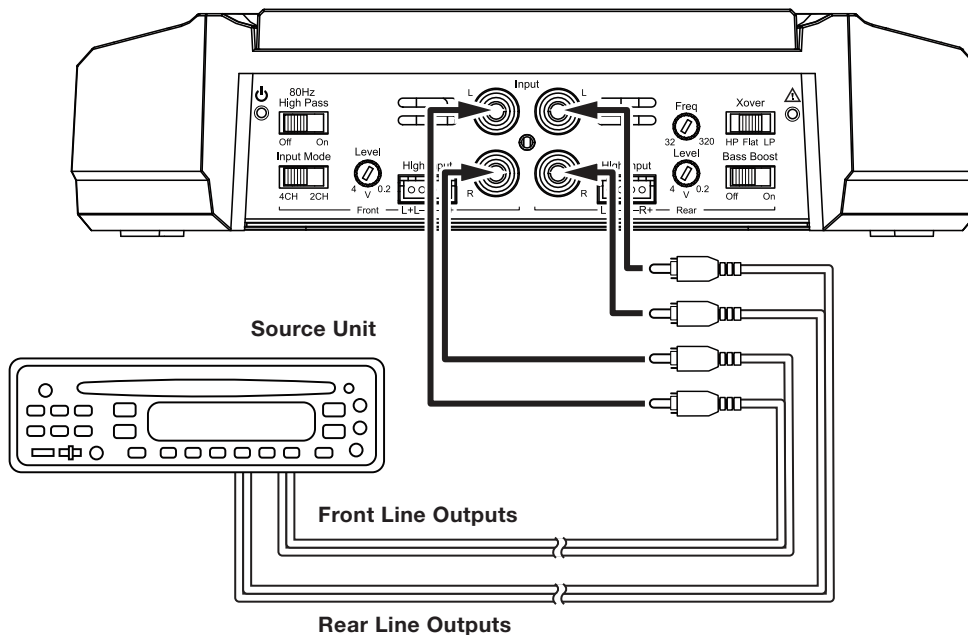 Input
L
L
80Hz
High Pass
Off On
Input Mode
4CH 2CH
Level
4 V 0.2
HIgh Input
L+L–
R
Front
Freq
32 320
Xover
HP Flat LP
HIgh Input
Level
4 V 0.2
Bass Boost
Off On
R
L
R+
Rear
Source Unit
Front Line Outputs
Rear Line Outputs